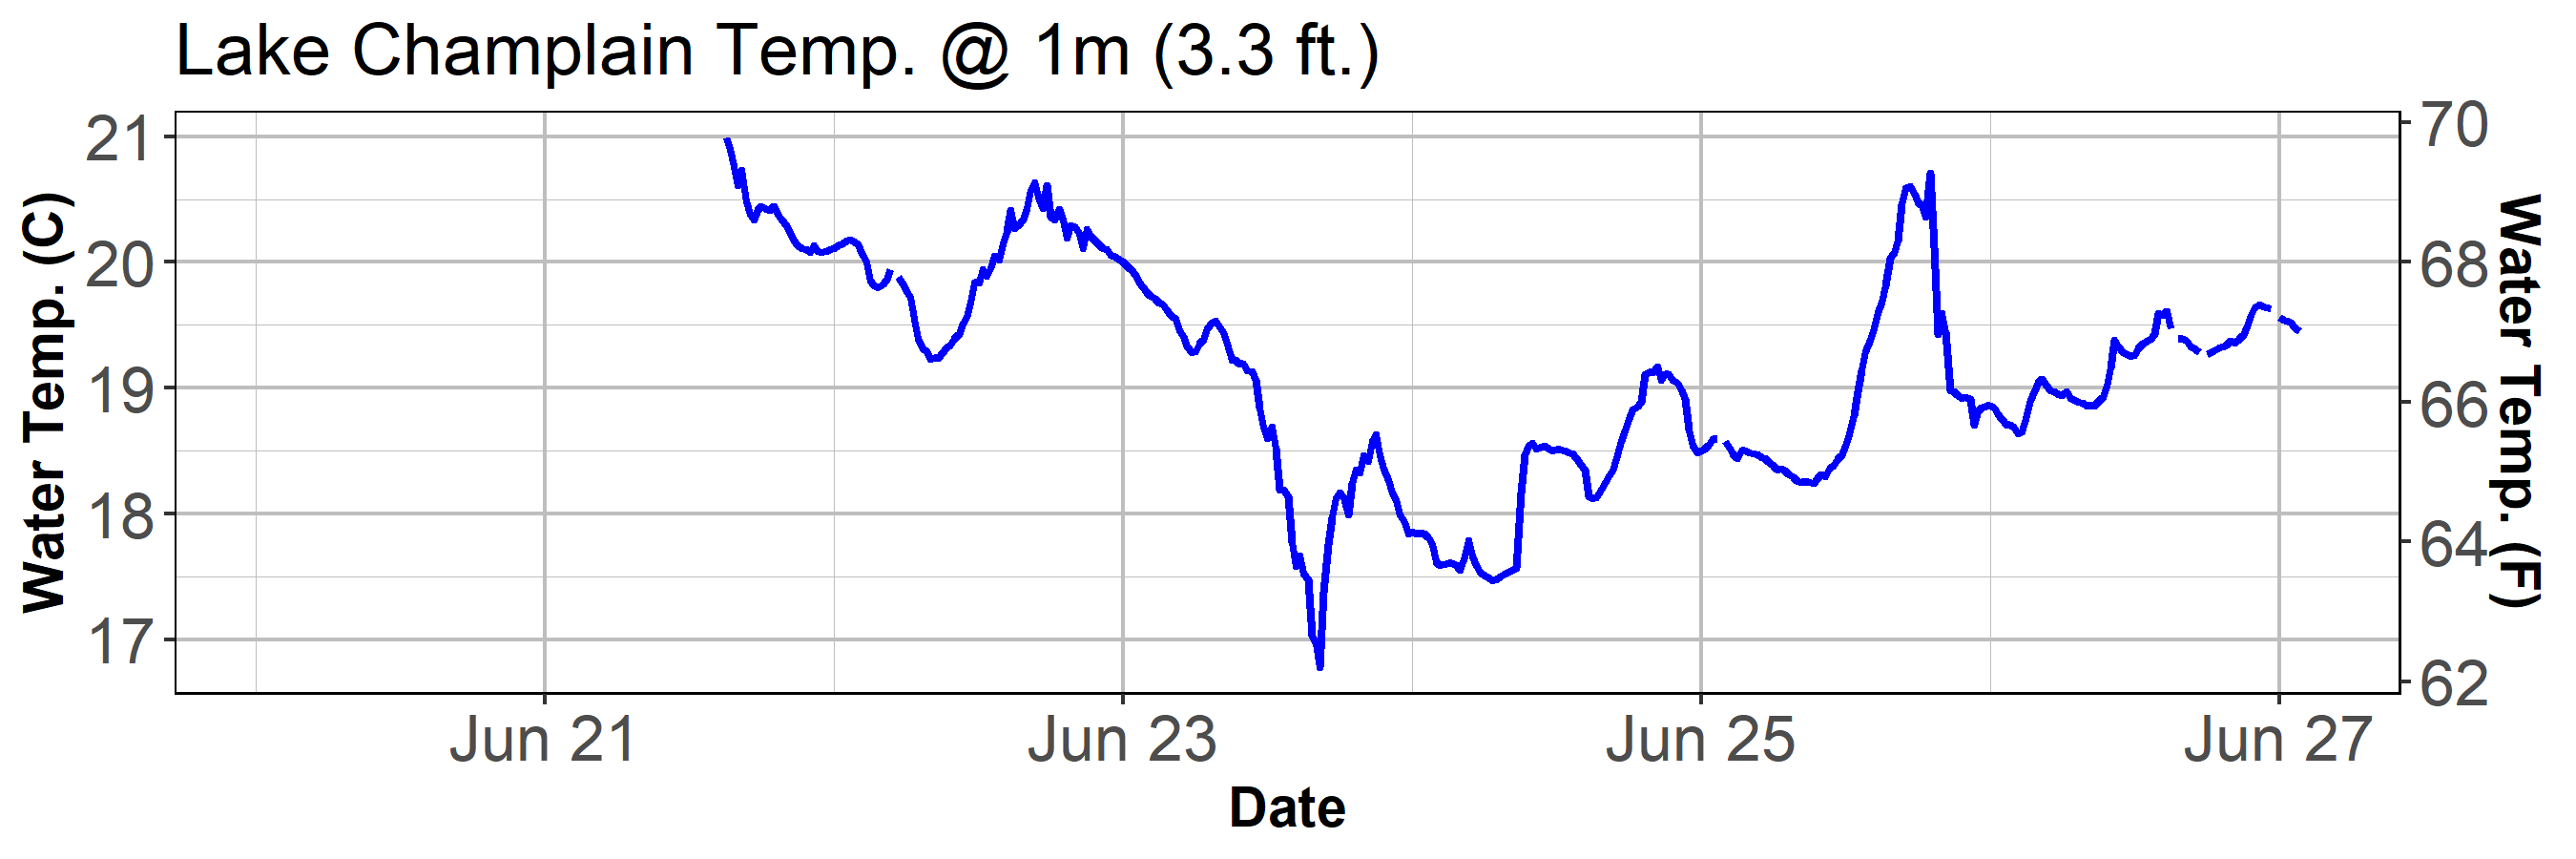 Lake Champlain Temp. @ 1m (3.3 ft.)
Water Temp. (C)
21
20
19
18
17
70
68
66
64
62
Water Temp. (F)
Jun 21
Jun 23
Jun 25
Jun 27
Date